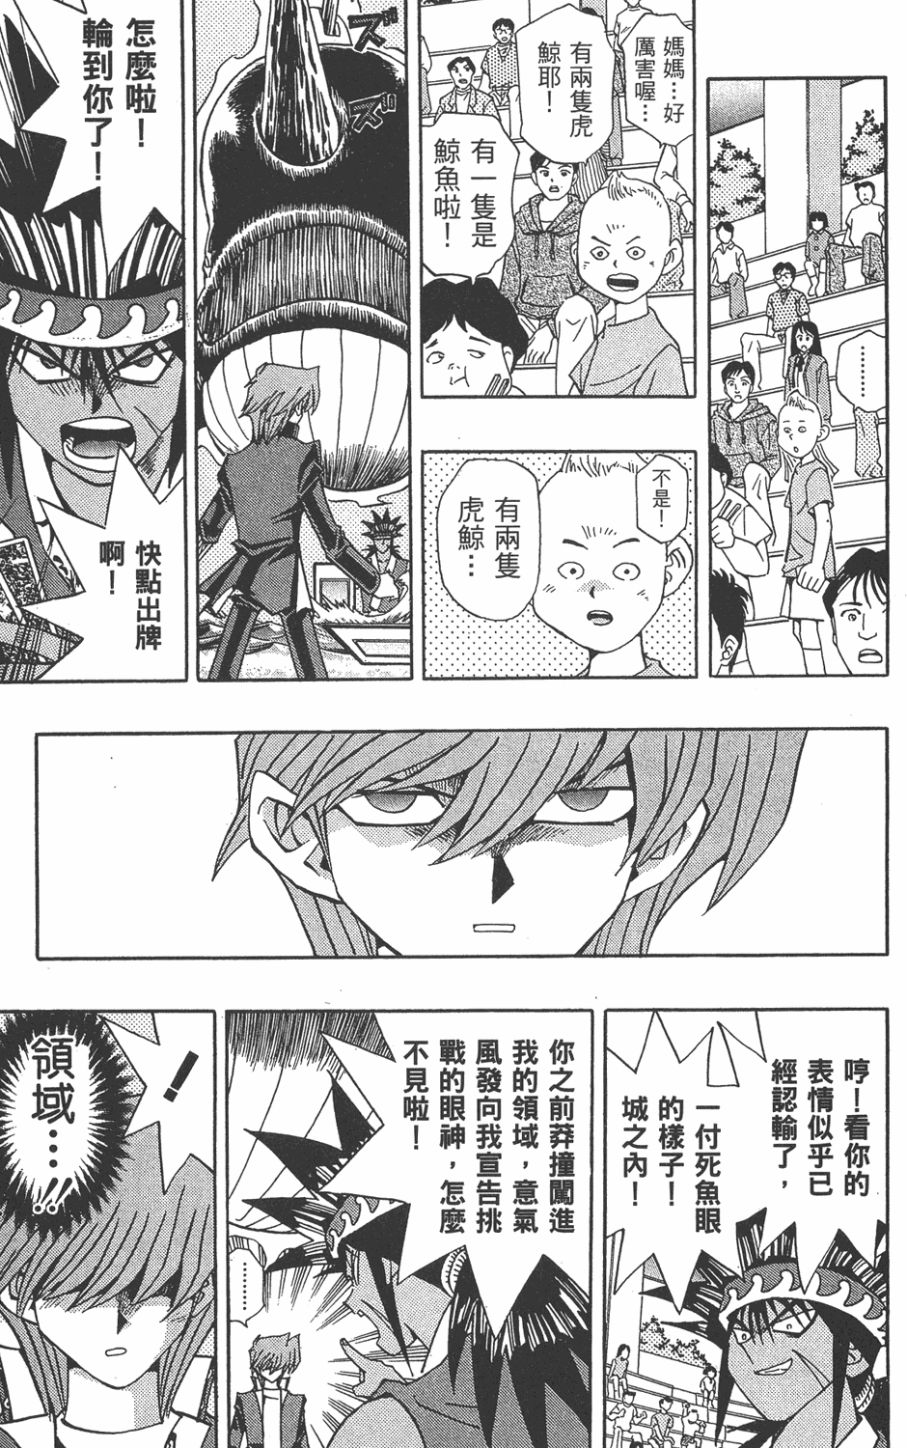 ………
媽媽…好
厲害喔…
有兩隻虎
鯨耶！
有一隻是
鯨魚啦！
不是！
有兩隻
虎鯨…
ズ
ズ
怎麼啦！
輪到你了！
快點出牌
啊！
哼！看你的
表情似乎已
經認輸了，
一付死魚眼
的樣子！
城之內！
你之前莽撞闖進
我的領域，意氣
風發向我宣告挑
戰的眼神，怎麼
不見啦！
………
！
領域…!!